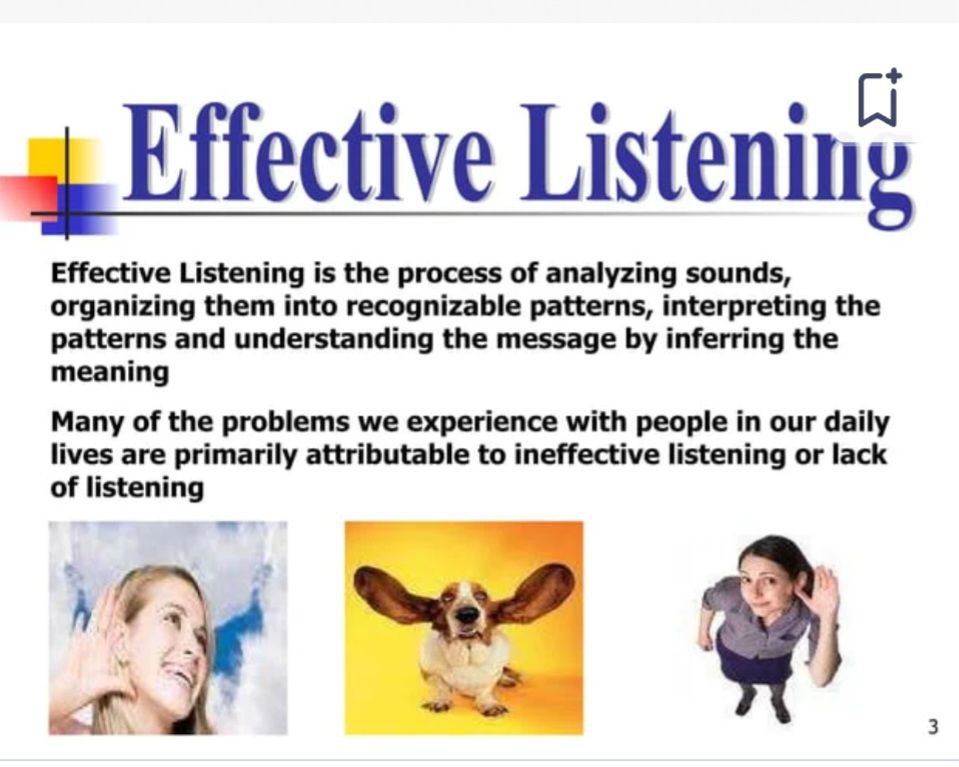 Effective Listening
Effective Listening is the process of analyzing sounds,
organizing them into recognizable patterns, interpreting the
patterns and understanding the message by inferring the
meaning
Many of the problems we experience with people in our daily
lives are primarily attributable to ineffective listening or lack
of listening
3